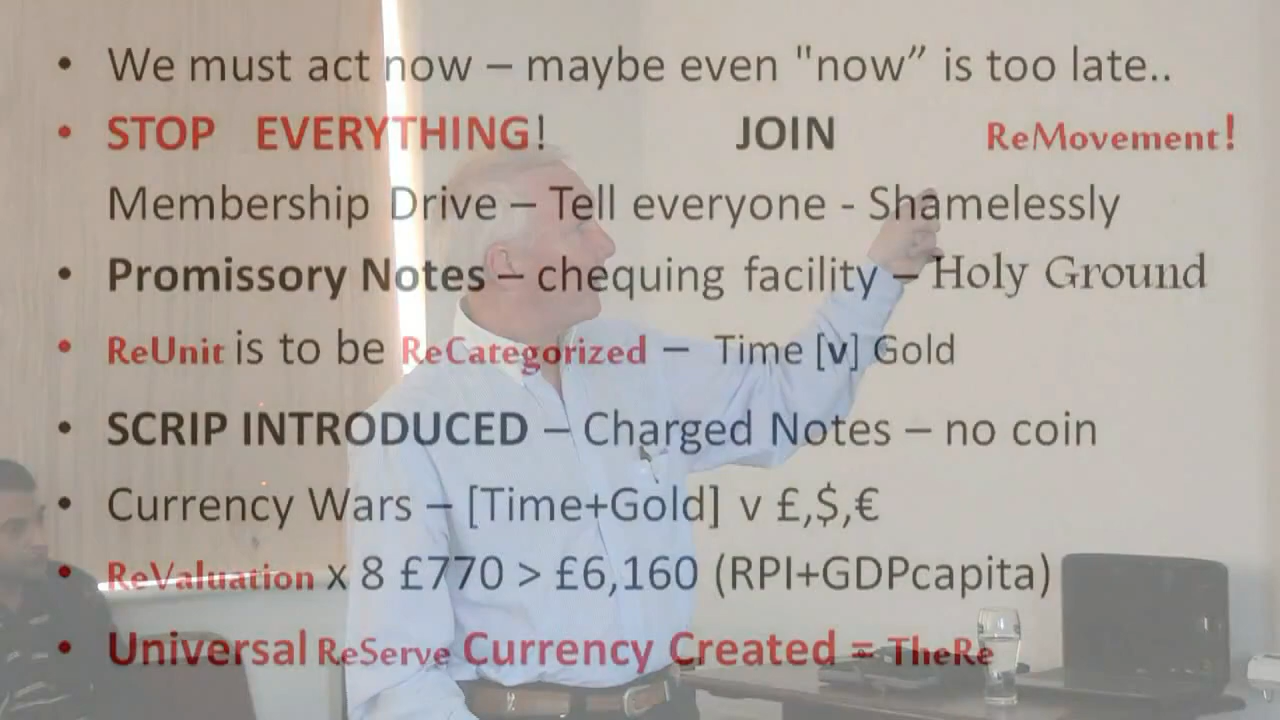 • We must act now – maybe even "now” is too late..
• STOP EVERYTHING! JOIN ReMovement!
Membership Drive – Tell everyone - Shamelessly
• Promissory Notes – chequing facility – Holy Ground
• ReUnit is to be ReCategorized – Time [v] Gold
• SCRIP INTRODUCED – Charged Notes – no coin
• Currency Wars – [Time+Gold] v £,$,€
• ReValuation x 8 £770 > £6,160 (RPI+GDPcapita)
• Universal ReServe Currency Created = TheRe